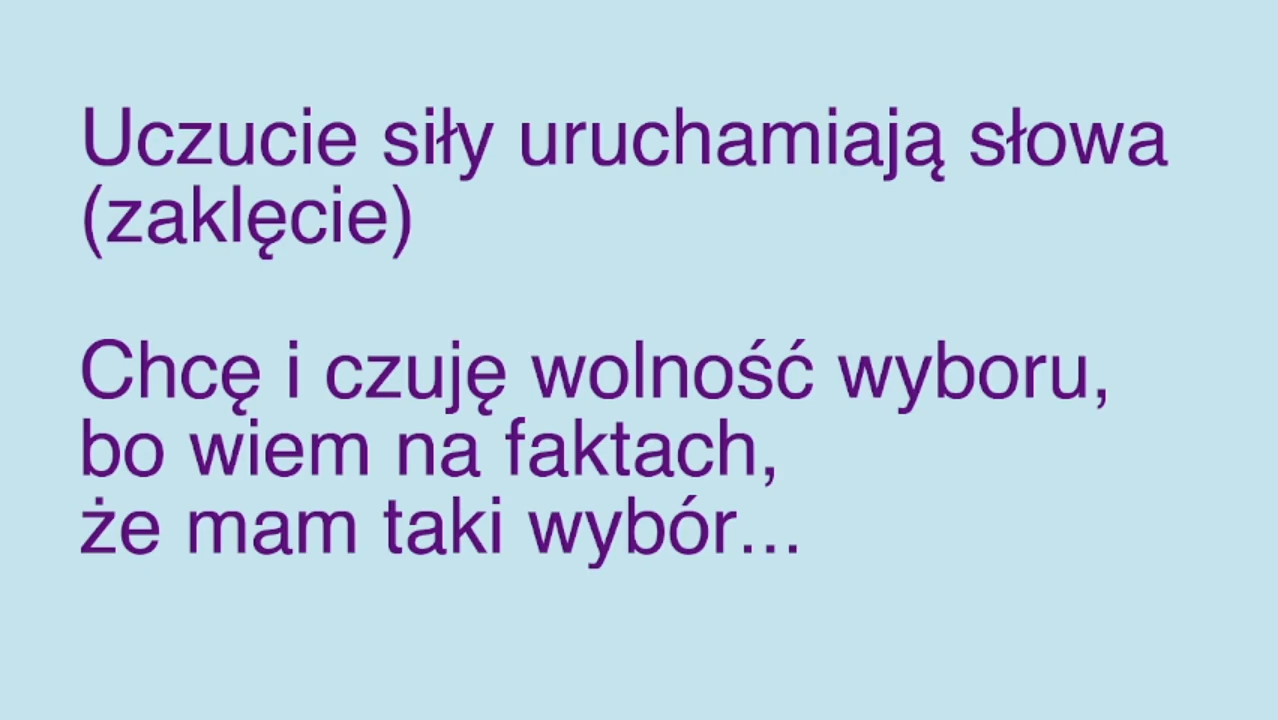 Uczucie siły uruchamiają słowa
(zaklęcie)
Chcę i czuję wolność wyboru,
bo wiem na faktach,
że mam taki wybór...